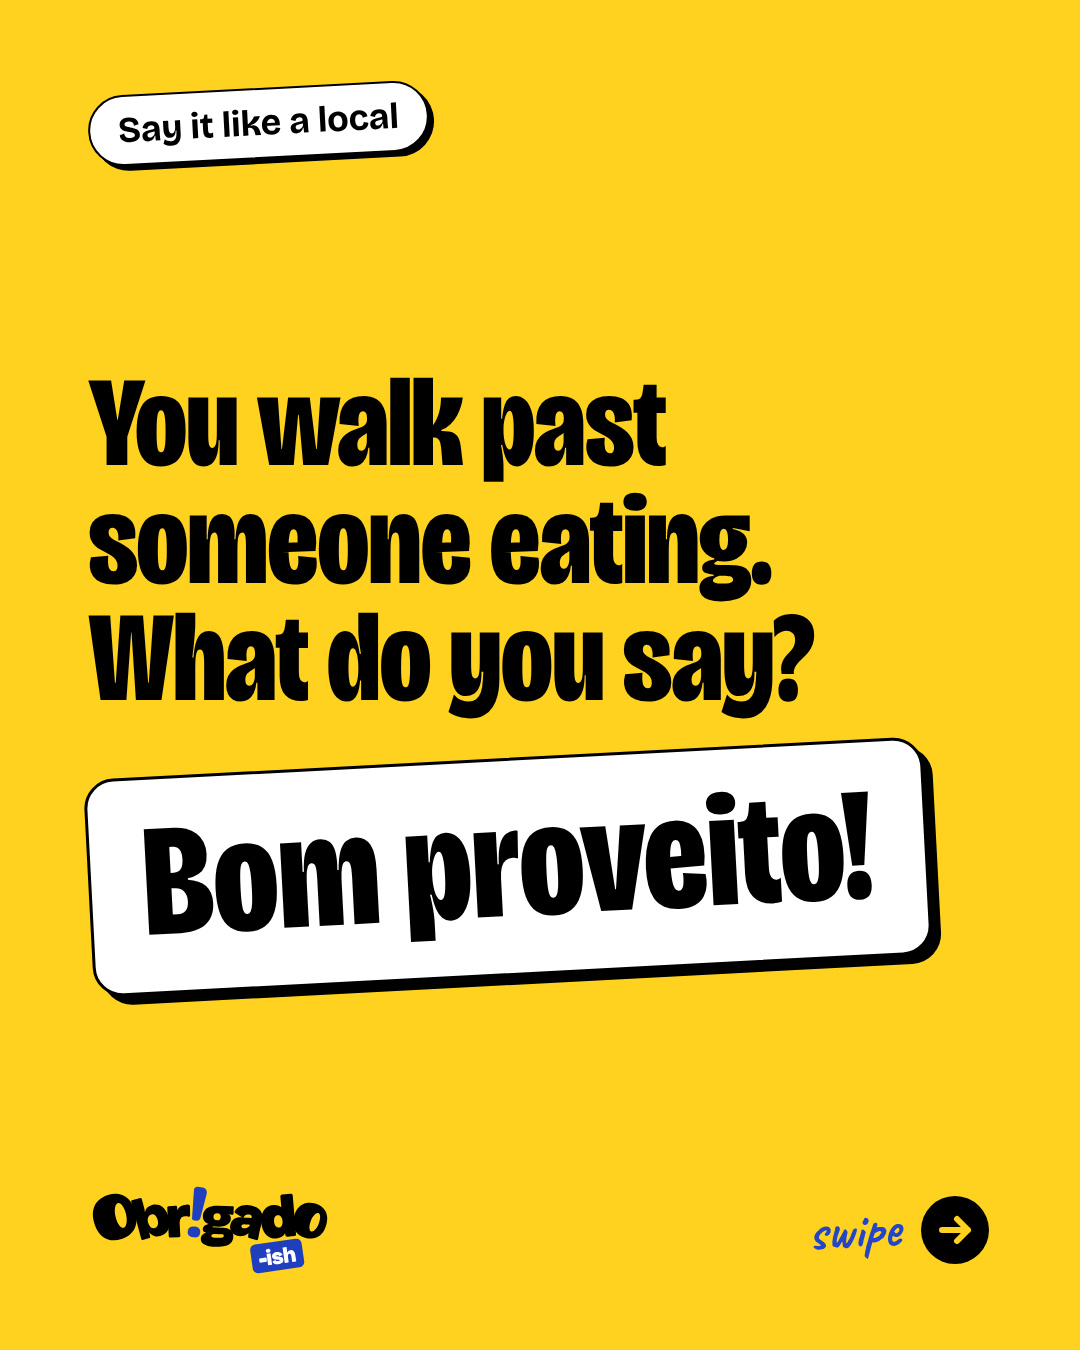 Say it like a local
You walk past
someone eating.
What do you say?
Bom proveito!
Obr!gado
-ish
swipe